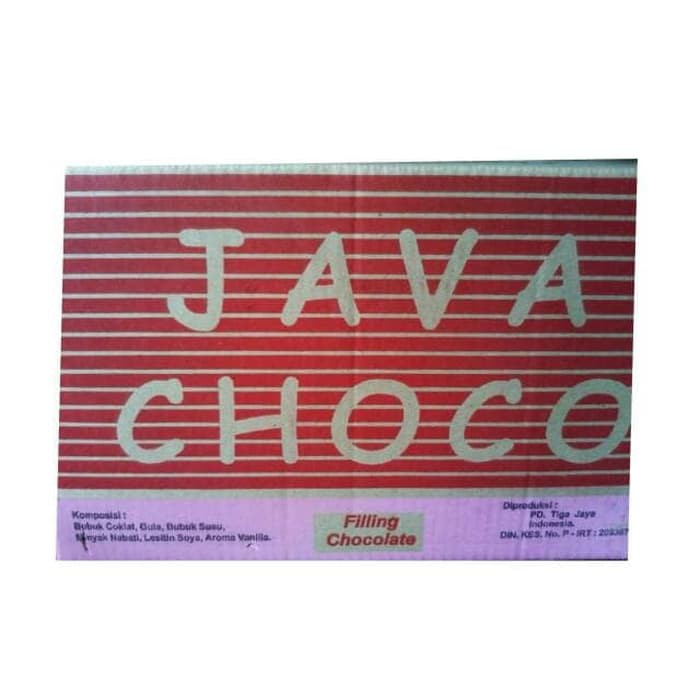 JAVA
CHOCO
Komposisi :
Bubuk Coklat, Gula, Bubuk Susu,
Minyak Nabati, Lesitin Soya, Aroma Vanilla.
Filling
Chocolate
Diproduksi :
PD. Tiga Jaya
Indonesia.
DIN. KES. No. P - IRT :